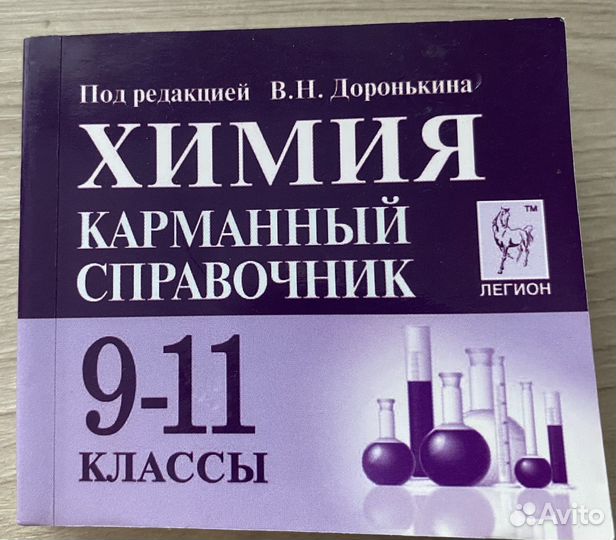 Под редакцией В.Н. Доронькина
ХИМИЯ
КАРМАННЫЙ
СПРАВОЧНИК
TM
ЛЕГИОН
9-11
КЛАССЫ
Avito